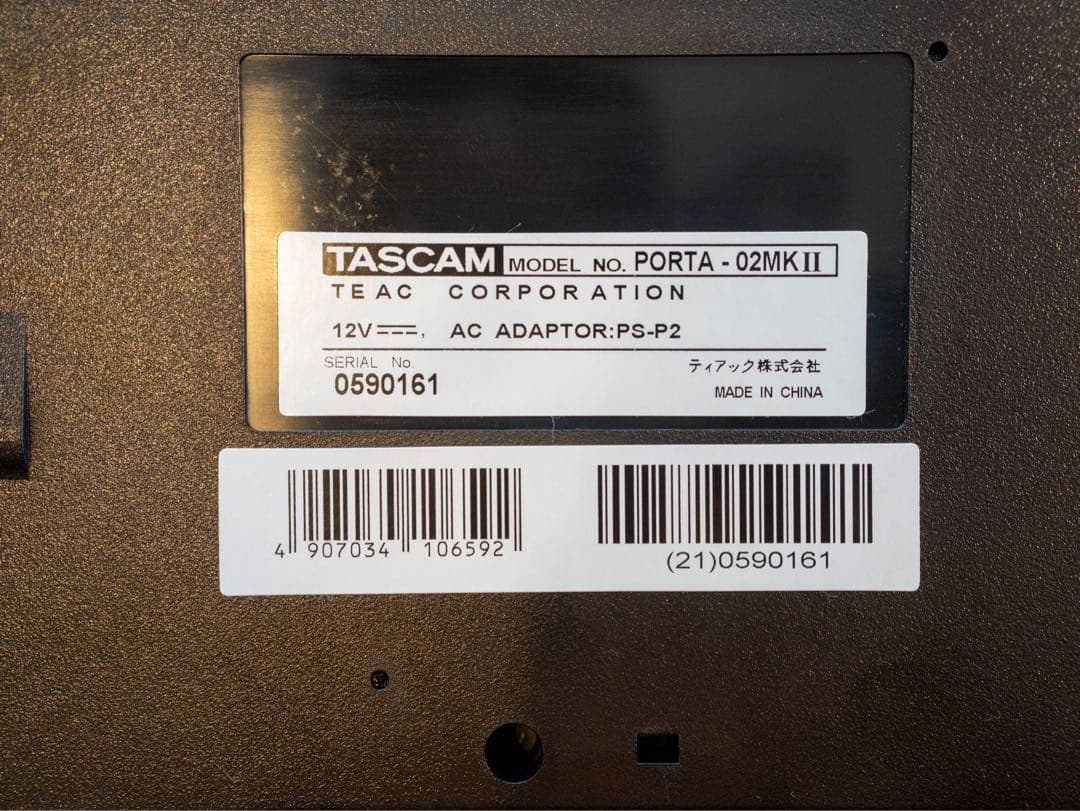 TASCAM MODEL NO. PORTA - 02MKII
TEAC CORPORATION
12V⎓, AC ADAPTOR:PS-P2
SERIAL No.
0590161
ティアック株式会社
MADE IN CHINA
4 907034 106592
(21)0590161